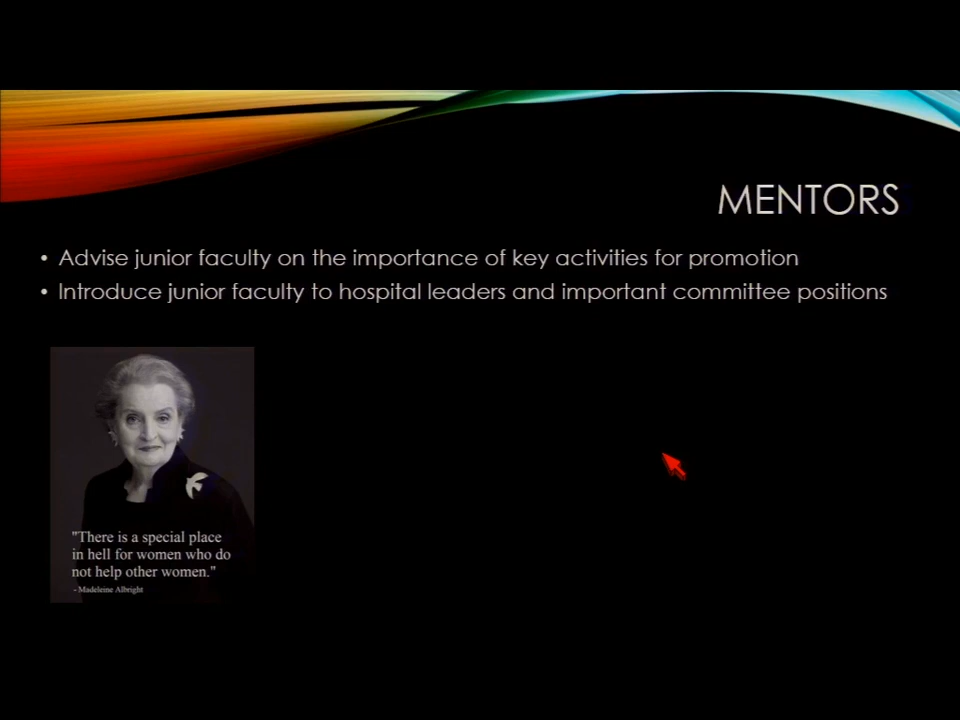 MENTORS
• Advise junior faculty on the importance of key activities for promotion
• Introduce junior faculty to hospital leaders and important committee positions
"There is a special place
in hell for women who do
not help other women."
- Madeleine Albright